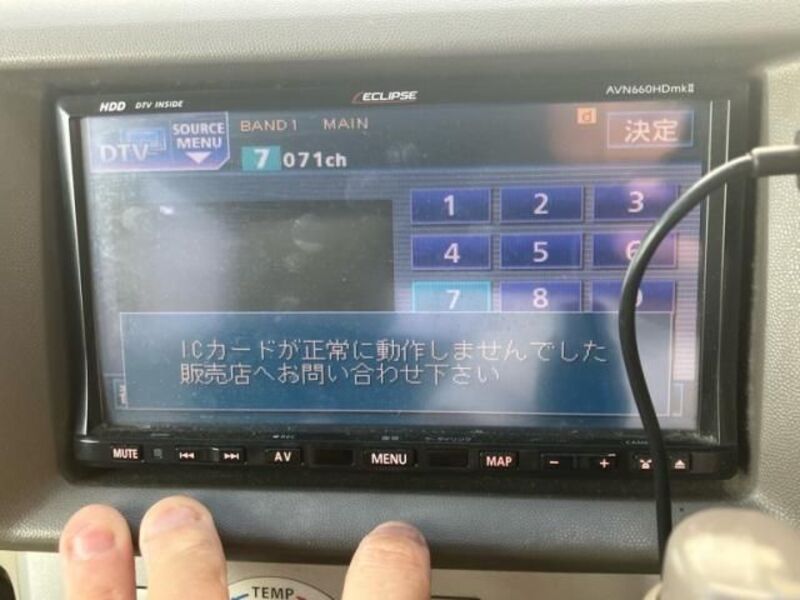 HDD DTV INSIDE ECLIPSE AVN660HDmkII
DTV SOURCE MENU BAND1 MAIN d 決定
7 071ch
1 2 3
4 5 6
7 8 9
ICカードが正常に動作しませんでした
販売店へお問い合わせ下さい
MUTE AV MENU MAP - +
TEMP